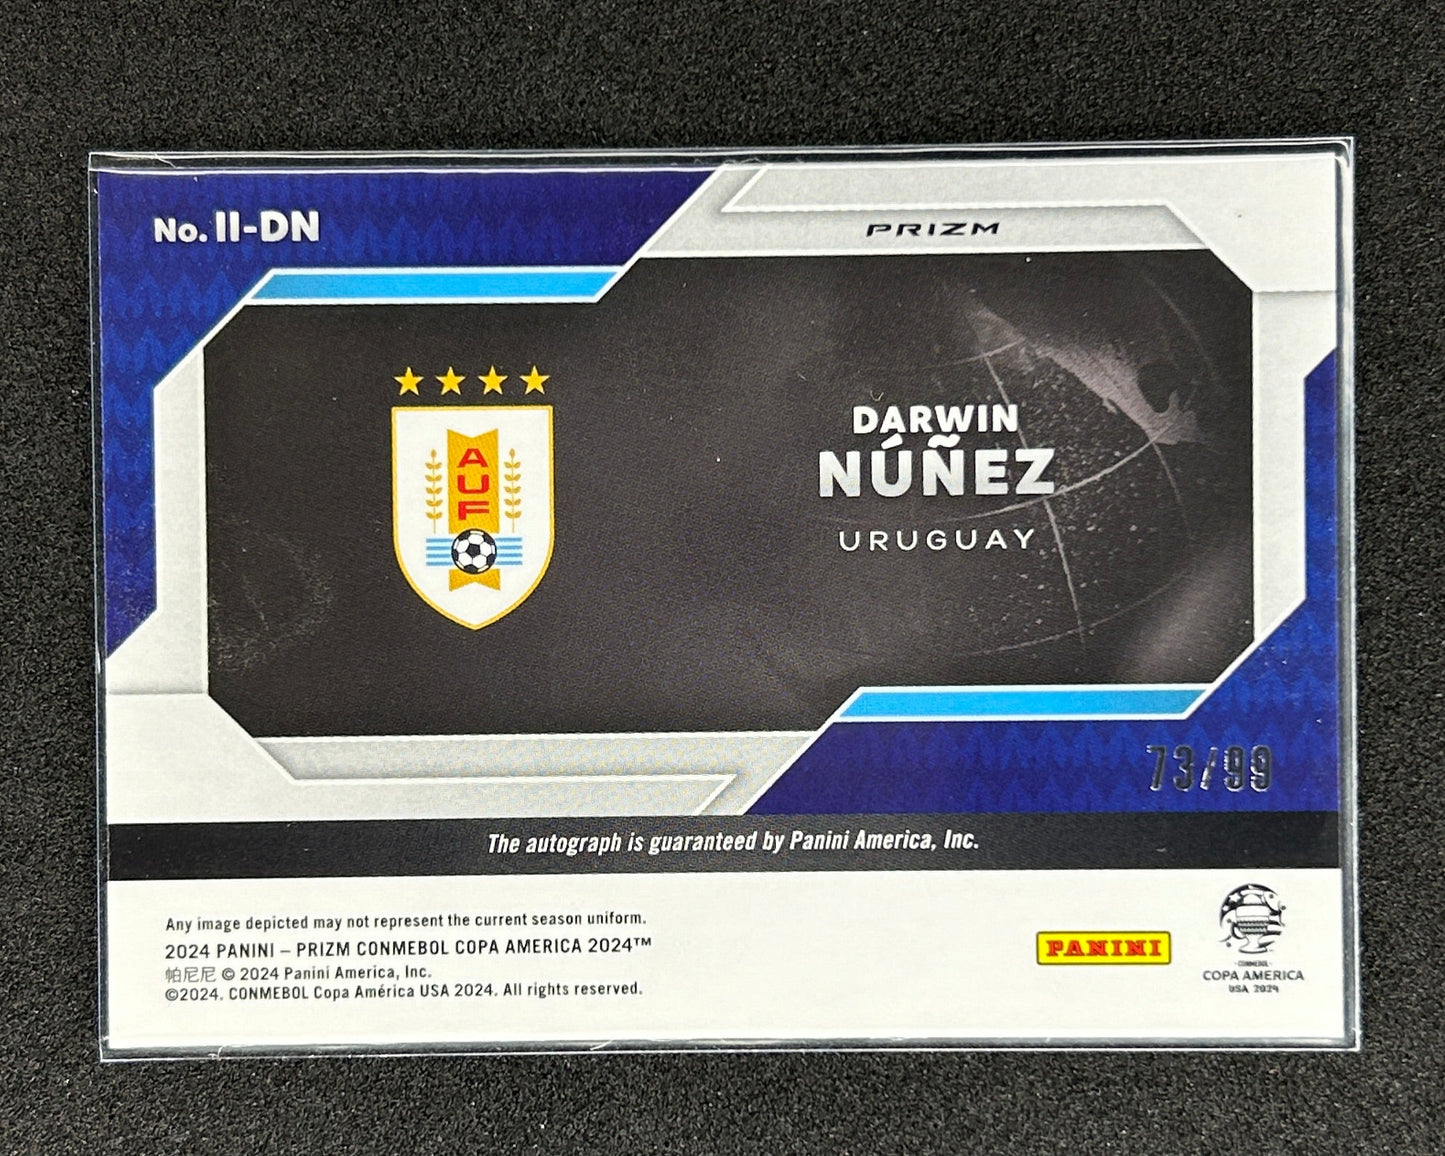 No. II-DN
PRIZM
AUF
DARWIN
NÚÑEZ
URUGUAY
73/99
The autograph is guaranteed by Panini America, Inc.
Any image depicted may not represent the current season uniform.
2024 PANINI – PRIZM CONMEBOL COPA AMERICA 2024™
帕尼尼 © 2024 Panini America, Inc.
©2024. CONMEBOL Copa América USA 2024. All rights reserved.
PANINI
-CONMEBOL-
COPA AMERICA
USA 2024